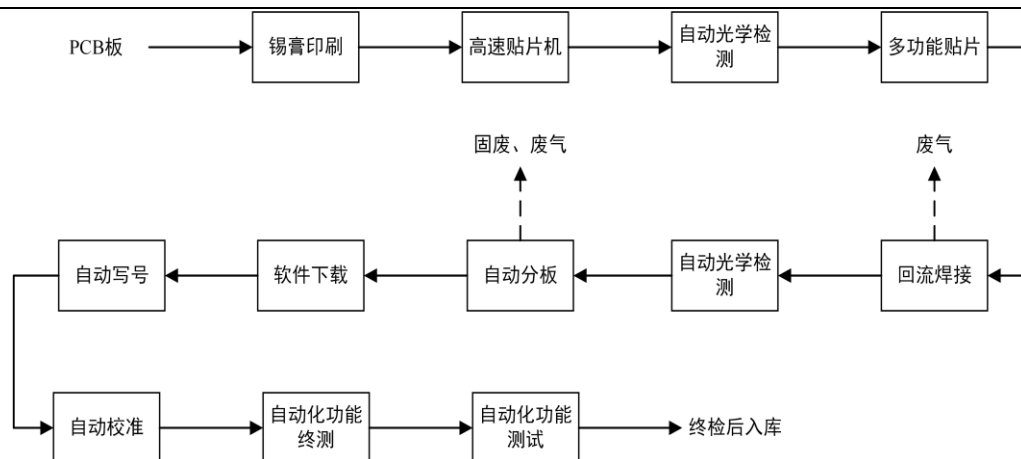 PCB板
锡膏印刷
高速贴片机
自动光学检
测
多功能贴片
固废、废气
废气
自动写号
软件下载
自动分板
自动光学检
测
回流焊接
自动校准
自动化功能
终测
自动化功能
测试
终检后入库